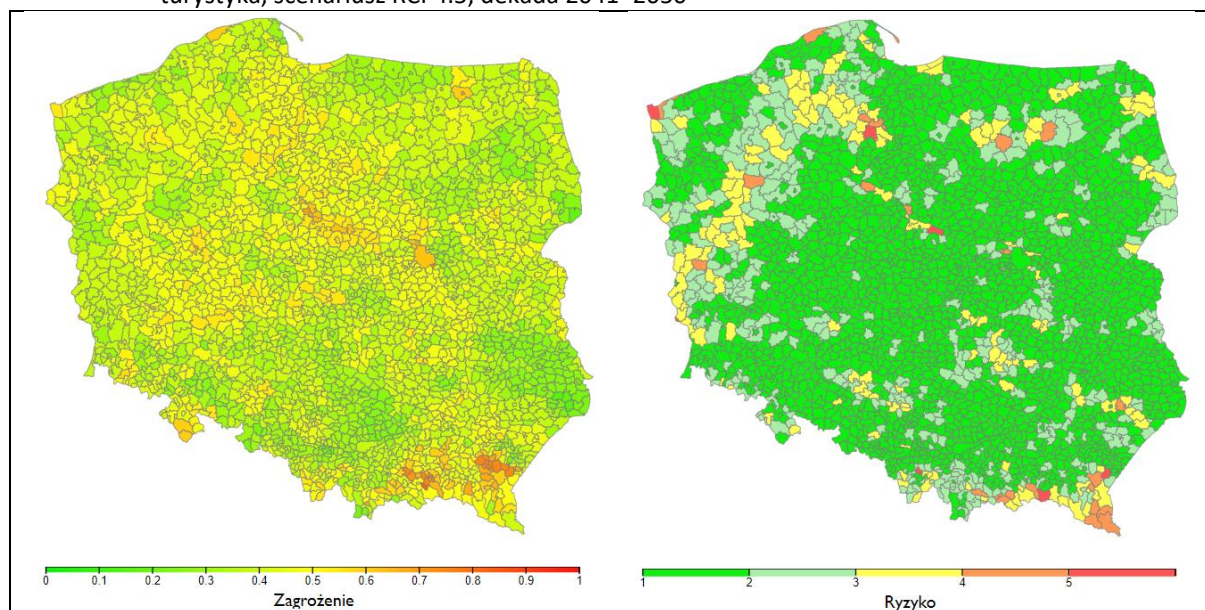 turystyka, scenariusz RCP 4.5, dekada 2041–2050
0 0.1 0.2 0.3 0.4 0.5 0.6 0.7 0.8 0.9 1
Zagrożenie
1 2 3 4 5
Ryzyko